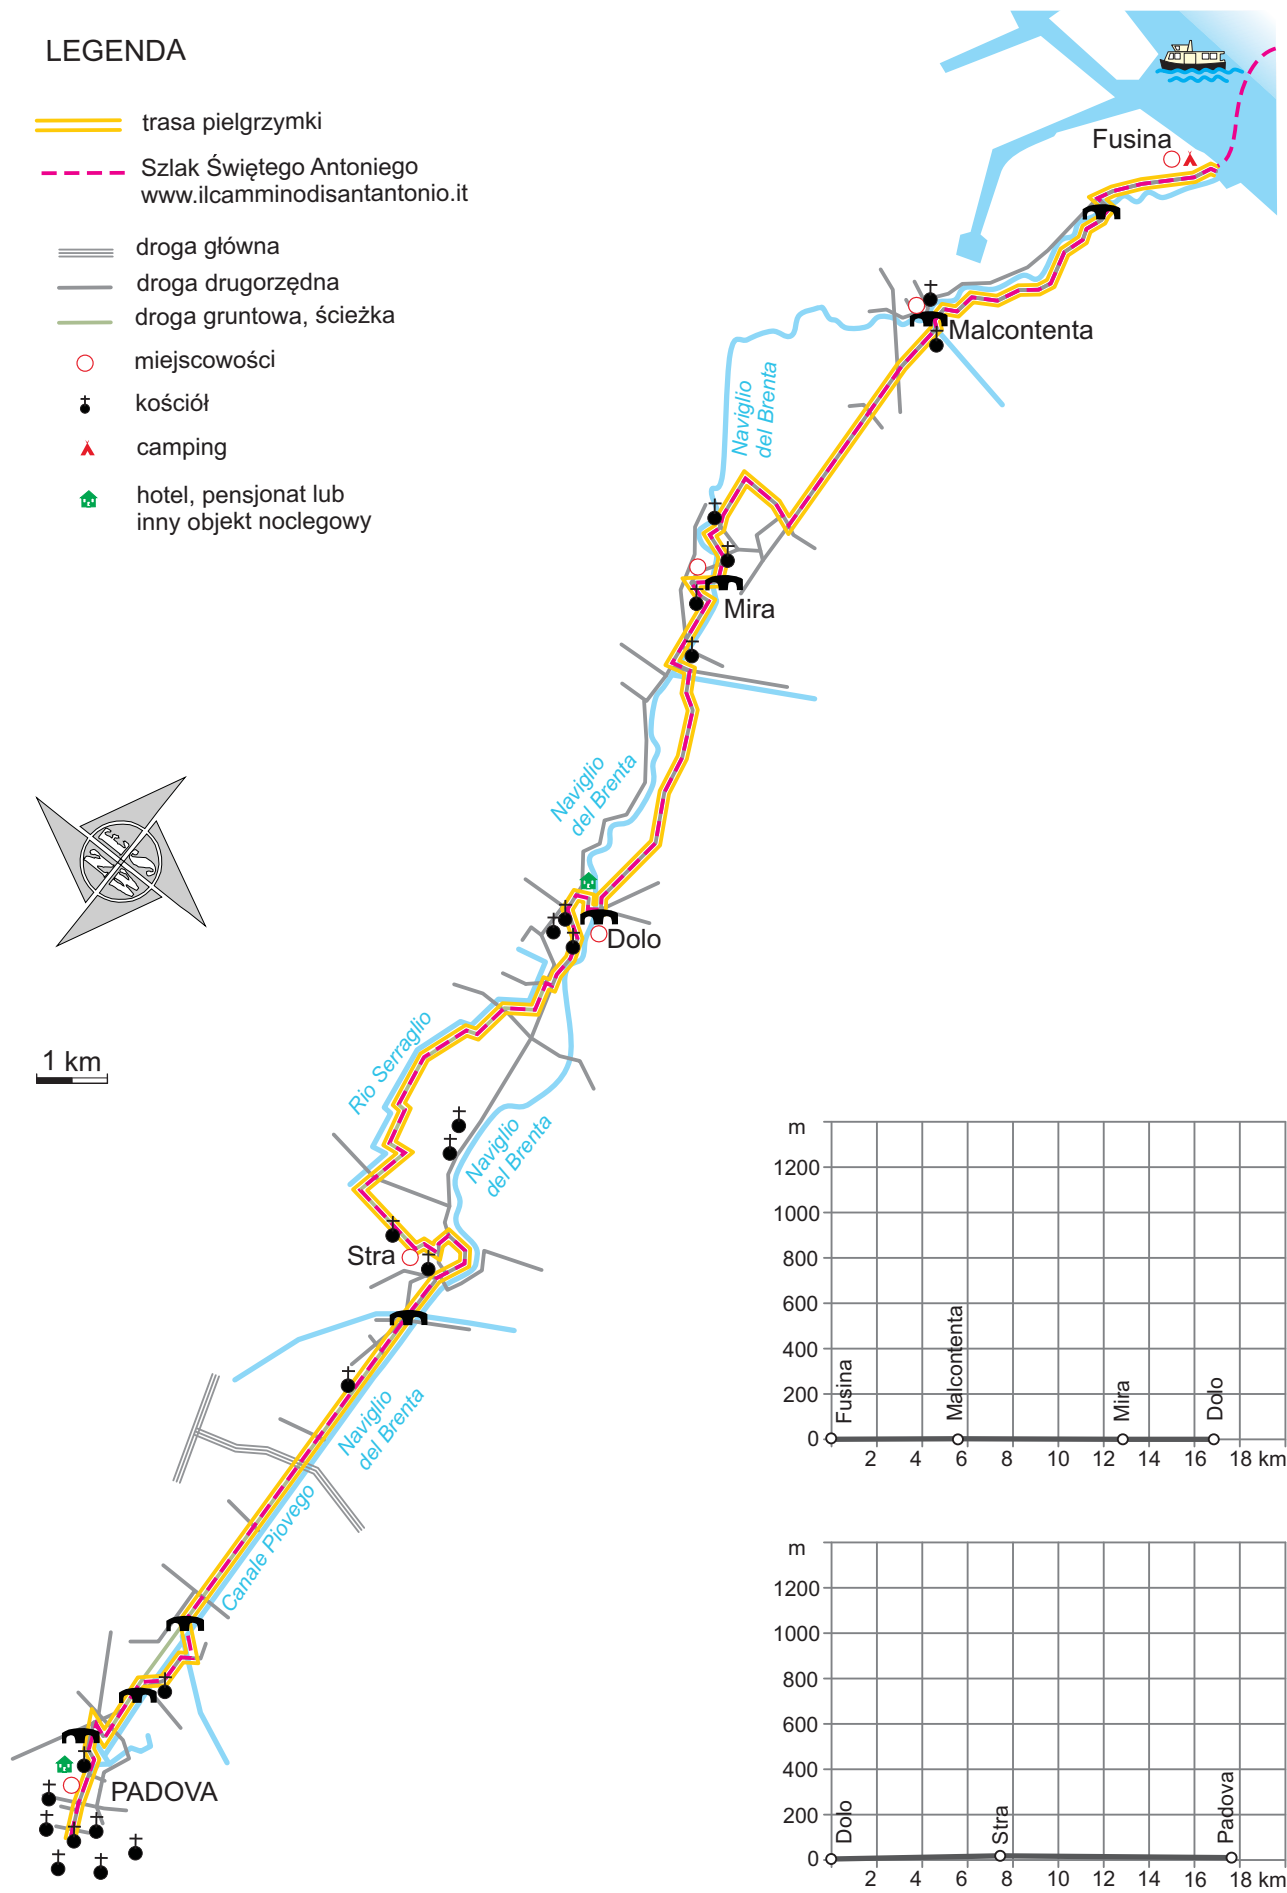 LEGENDA
trasa pielgrzymki
Szlak Świętego Antoniego
www.ilcamminodisantantonio.it
droga główna
droga drugorzędna
droga gruntowa, ścieżka
miejscowości
kościół
camping
hotel, pensjonat lub
inny objekt noclegowy
Fusina
Malcontenta
Naviglio
del Brenta
Mira
Naviglio
del Brenta
N E
W S
Dolo
1 km
Rio Serraglio
Naviglio
del Brenta
Stra
Naviglio
del Brenta
Canale Piovego
PADOVA
m
1200
1000
800
600
400
200
0
Fusina
Malcontenta
Mira
Dolo
2 4 6 8 10 12 14 16 18 km
m
1200
1000
800
600
400
200
0
Dolo
Stra
Padova
2 4 6 8 10 12 14 16 18 km